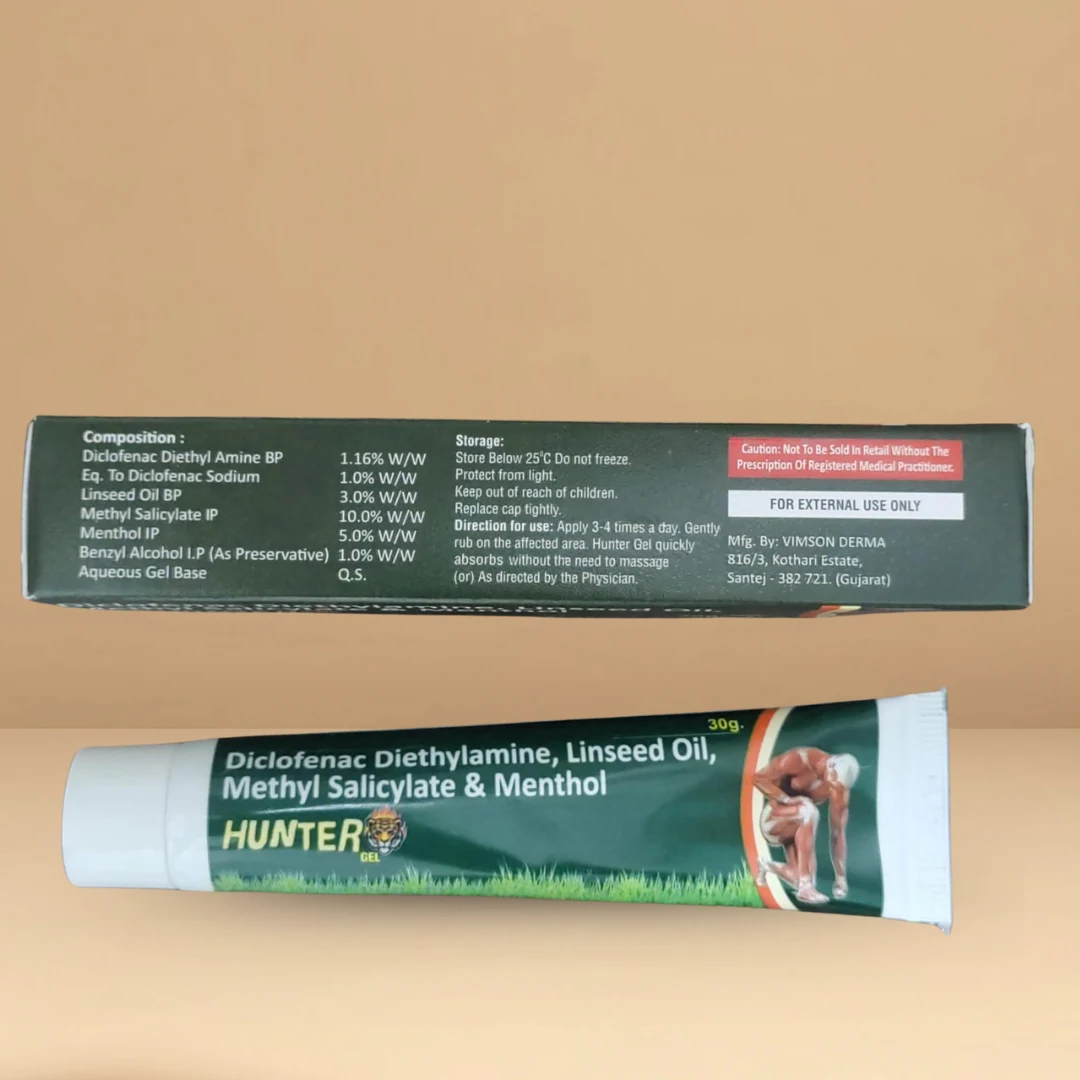 Composition :
Diclofenac Diethyl Amine BP 1.16% W/W
Eq. To Diclofenac Sodium 1.0% W/W
Linseed Oil BP 3.0% W/W
Methyl Salicylate IP 10.0% W/W
Menthol IP 5.0% W/W
Benzyl Alcohol I.P (As Preservative) 1.0% W/W
Aqueous Gel Base Q.S.
Storage:
Store Below 25°C Do not freeze.
Protect from light.
Keep out of reach of children.
Replace cap tightly.
Direction for use: Apply 3-4 times a day. Gently
rub on the affected area. Hunter Gel quickly
absorbs without the need to massage
(or) As directed by the Physician.
Caution: Not To Be Sold In Retail Without The
Prescription Of Registered Medical Practitioner.
FOR EXTERNAL USE ONLY
Mfg. By: VIMSON DERMA
816/3, Kothari Estate,
Santej - 382 721. (Gujarat)
Diclofenac Diethylamine, Linseed Oil,
30g.
Diclofenac Diethylamine, Linseed Oil,
Methyl Salicylate & Menthol
HUNTER
GEL